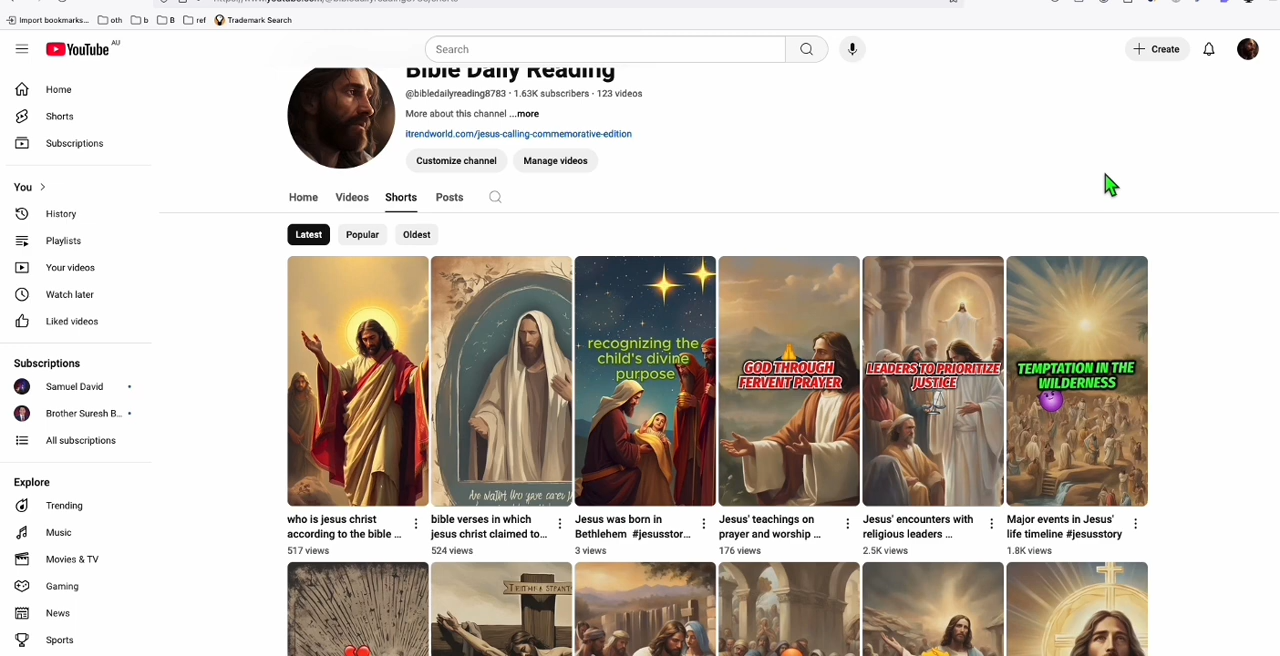 Import bookmarks...
oth
b
B
ref
Trademark Search
YouTube AU
Search
Create
Home
Shorts
Subscriptions
You
History
Playlists
Your videos
Watch later
Liked videos
Subscriptions
Samuel David
Brother Suresh B...
All subscriptions
Explore
Trending
Music
Movies & TV
Gaming
News
Sports
Bible Daily Reading
@bibledailyreading8783 • 1.63K subscribers • 123 videos
More about this channel ...more
itrendworld.com/jesus-calling-commemorative-edition
Customize channel
Manage videos
Home
Videos
Shorts
Posts
Latest
Popular
Oldest
recognizing the
child's divine
purpose
GOD THROUGH
FERVENT PRAYER
LEADERS TO PRIORITIZE
JUSTICE
TEMPTATION IN THE
WILDERNESS
who is jesus christ
according to the bible ...
517 views
bible verses in which
jesus christ claimed to...
524 views
Jesus was born in
Bethlehem #jesusstor...
3 views
Jesus' teachings on
prayer and worship ...
176 views
Jesus' encounters with
religious leaders ...
2.5K views
Major events in Jesus'
life timeline #jesusstory
1.8K views